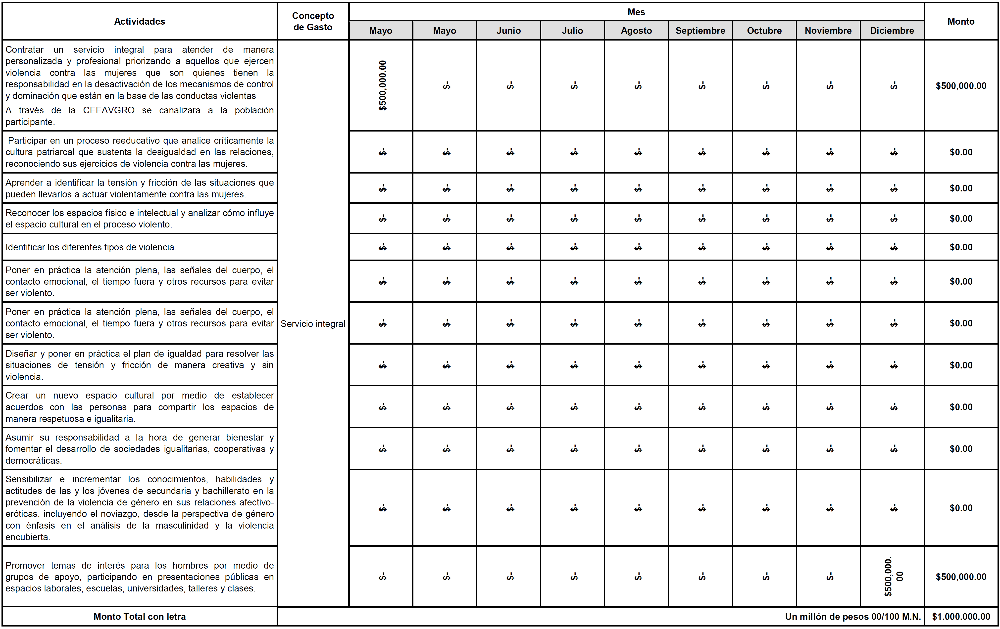 Actividades
Concepto
de Gasto
Mes
Monto
Mayo Mayo Junio Julio Agosto Septiembre Octubre Noviembre Diciembre
Contratar un servicio integral para atender de manera
personalizada y profesional priorizando a aquellos que ejercen
violencia contra las mujeres que son quienes tienen la
responsabilidad en la desactivación de los mecanismos de control
y dominación que están en la base de las conductas violentas
A través de la CEEAVGRO se canalizara a la población
participante.
Servicio integral
$500,000.00 $- $- $- $- $- $- $- $- $500,000.00
Participar en un proceso reeducativo que analice críticamente la
cultura patriarcal que sustenta la desigualdad en las relaciones,
reconociendo sus ejercicios de violencia contra las mujeres.
$- $- $- $- $- $- $- $- $- $0.00
Aprender a identificar la tensión y fricción de las situaciones que
pueden llevarlos a actuar violentamente contra las mujeres.
$- $- $- $- $- $- $- $- $- $0.00
Reconocer los espacios físico e intelectual y analizar cómo influye
el espacio cultural en el proceso violento.
$- $- $- $- $- $- $- $- $- $0.00
Identificar los diferentes tipos de violencia.
$- $- $- $- $- $- $- $- $- $0.00
Poner en práctica la atención plena, las señales del cuerpo, el
contacto emocional, el tiempo fuera y otros recursos para evitar
ser violento.
$- $- $- $- $- $- $- $- $- $0.00
Poner en práctica la atención plena, las señales del cuerpo, el
contacto emocional, el tiempo fuera y otros recursos para evitar
ser violento.
$- $- $- $- $- $- $- $- $- $0.00
Diseñar y poner en práctica el plan de igualdad para resolver las
situaciones de tensión y fricción de manera creativa y sin
violencia.
$- $- $- $- $- $- $- $- $- $0.00
Crear un nuevo espacio cultural por medio de establecer
acuerdos con las personas para compartir los espacios de
manera respetuosa e igualitaria.
$- $- $- $- $- $- $- $- $- $0.00
Asumir su responsabilidad a la hora de generar bienestar y
fomentar el desarrollo de sociedades igualitarias, cooperativas y
democráticas.
$- $- $- $- $- $- $- $- $- $0.00
Sensibilizar e incrementar los conocimientos, habilidades y
actitudes de las y los jóvenes de secundaria y bachillerato en la
prevención de la violencia de género en sus relaciones afectivo-
eróticas, incluyendo el noviazgo, desde la perspectiva de género
con énfasis en el análisis de la masculinidad y la violencia
encubierta.
$- $- $- $- $- $- $- $- $- $0.00
Promover temas de interés para los hombres por medio de
grupos de apoyo, participando en presentaciones públicas en
espacios laborales, escuelas, universidades, talleres y clases.
$- $- $- $- $- $- $- $-
$500,000.
00
$500,000.00
Monto Total con letra
Un millón de pesos 00/100 M.N. $1.000.000.00